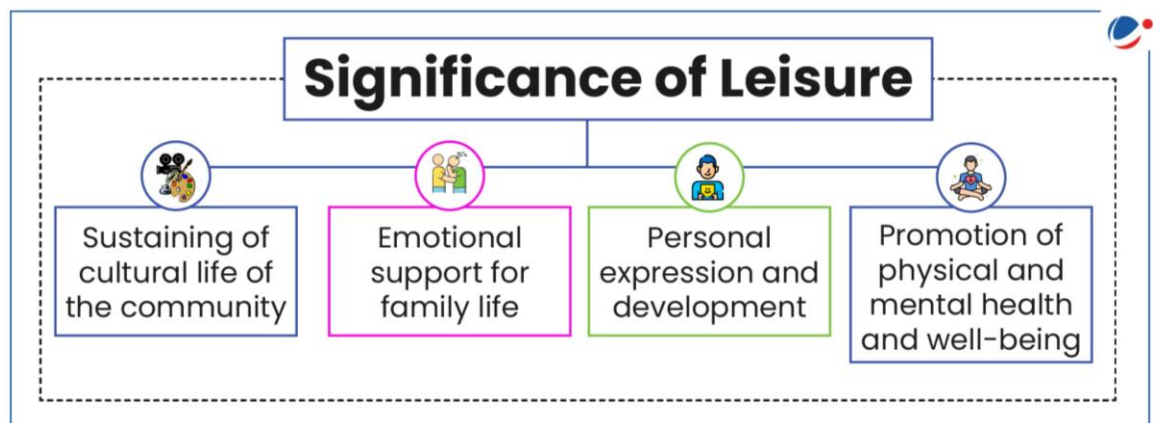 Significance of Leisure
Sustaining of
cultural life of
the community
Emotional
support for
family life
Personal
expression and
development
Promotion of
physical and
mental health
and well-being